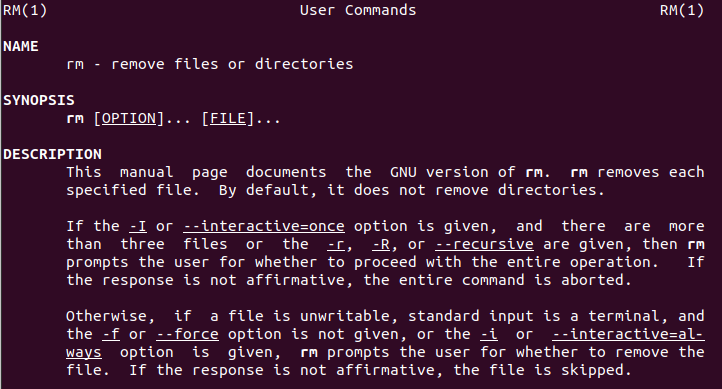 RM(1) User Commands RM(1)
NAME
rm - remove files or directories
SYNOPSIS
rm [OPTION]... [FILE]...
DESCRIPTION
This manual page documents the GNU version of rm. rm removes each
specified file. By default, it does not remove directories.
If the -I or --interactive=once option is given, and there are more
than three files or the -r, -R, or --recursive are given, then rm
prompts the user for whether to proceed with the entire operation. If
the response is not affirmative, the entire command is aborted.
Otherwise, if a file is unwritable, standard input is a terminal, and
the -f or --force option is not given, or the -i or --interactive=al-
ways option is given, rm prompts the user for whether to remove the
file. If the response is not affirmative, the file is skipped.